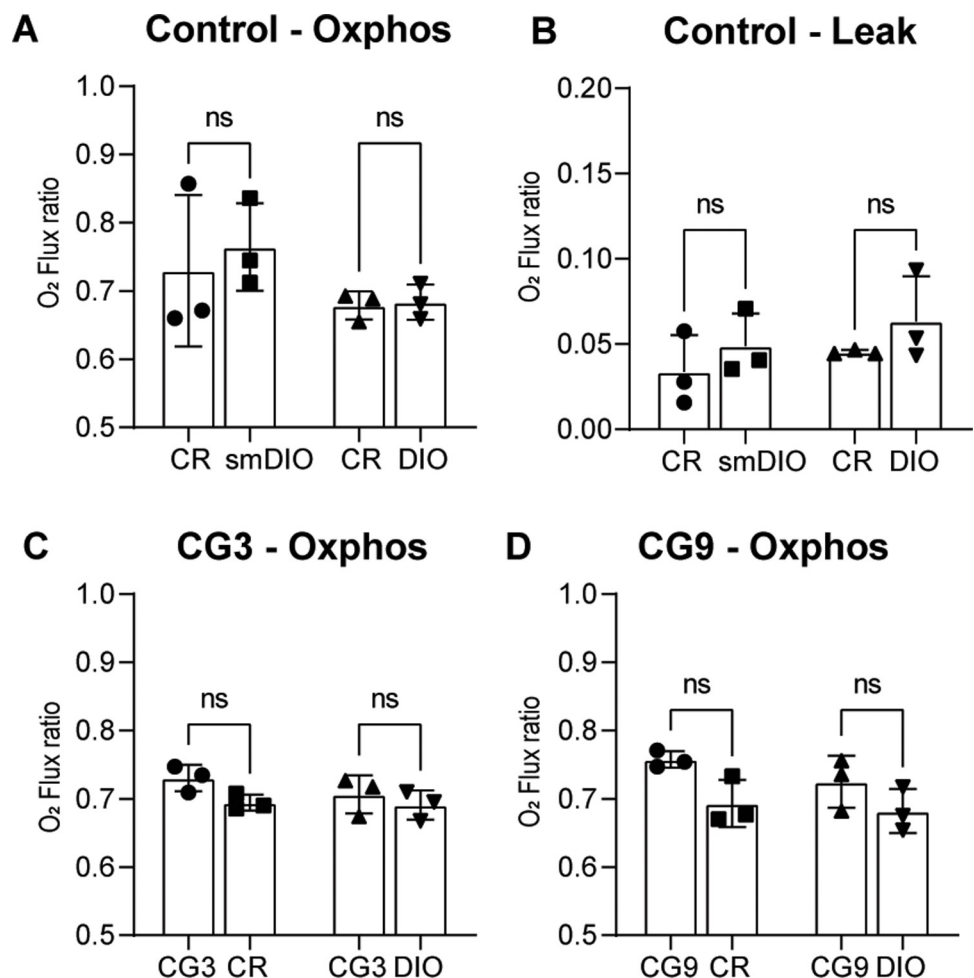 A Control - Oxphos
1.0
0.9
0.8
0.7
0.6
0.5
O₂ Flux ratio
ns ns
CR smDIO CR DIO
B Control - Leak
0.20
0.15
0.10
0.05
0.00
O₂ Flux ratio
ns ns
CR smDIO CR DIO
C CG3 - Oxphos
1.0
0.9
0.8
0.7
0.6
0.5
O₂ Flux ratio
ns ns
CG3 CR CG3 DIO
D CG9 - Oxphos
1.0
0.9
0.8
0.7
0.6
0.5
O₂ Flux ratio
ns ns
CG9 CR CG9 DIO